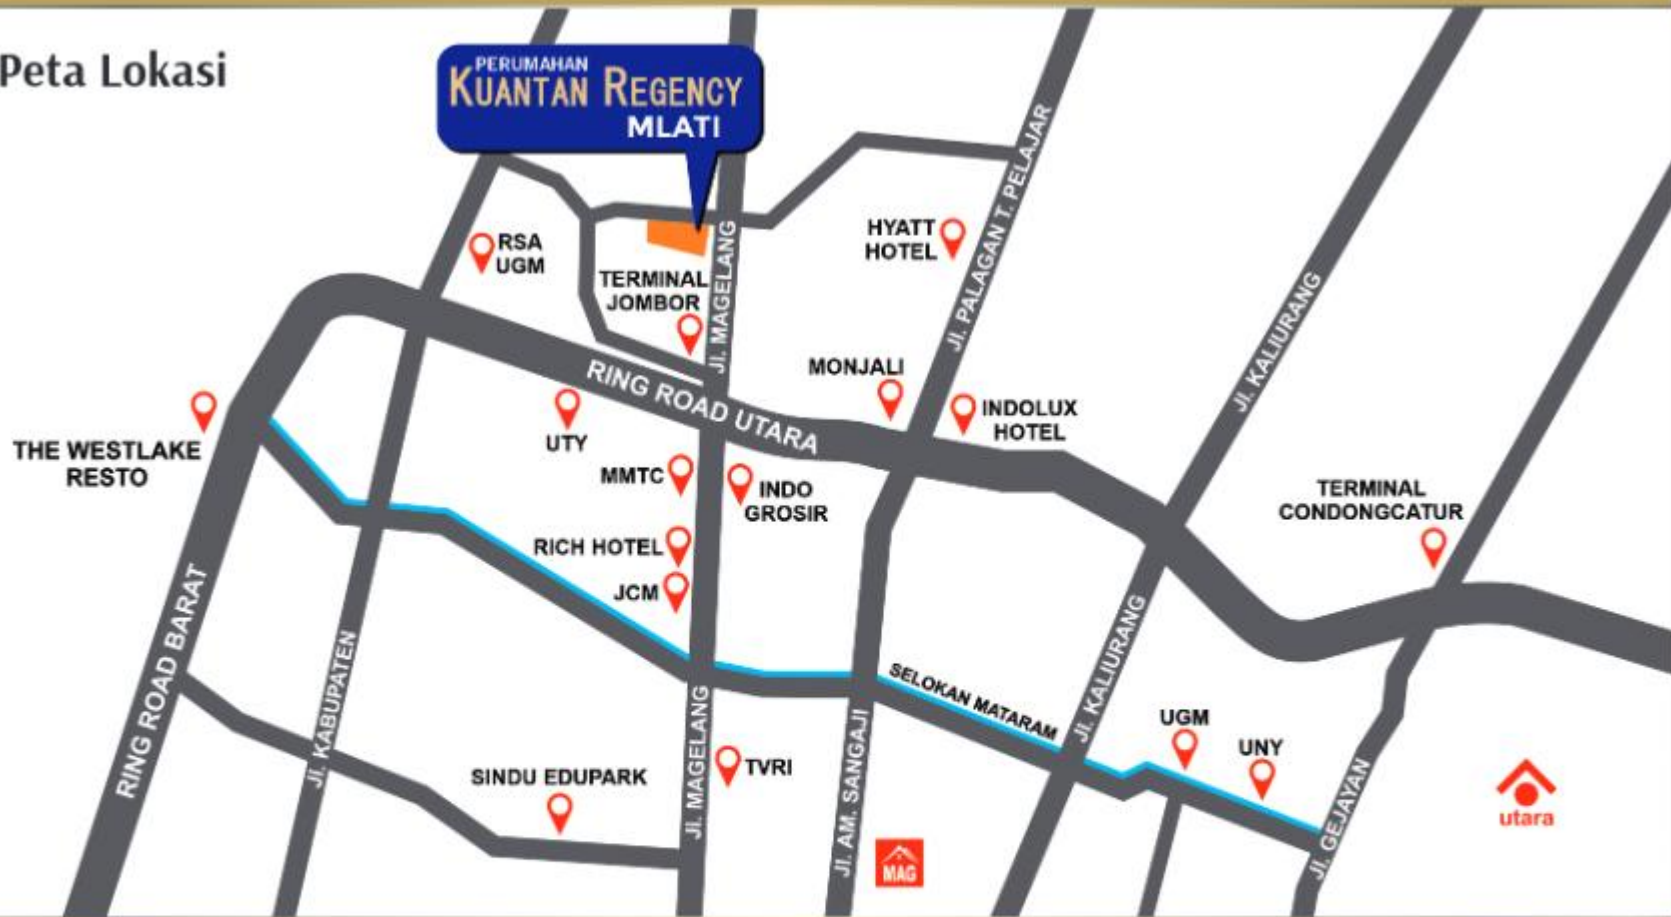 Peta Lokasi
PERUMAHAN
KUANTAN REGENCY
MLATI
RSA
UGM
TERMINAL
JOMBOR
Jl. MAGELANG
HYATT
HOTEL
Jl. PALAGAN T. PELAJAR
Jl. KALIURANG
MONJALI
INDOLUX
HOTEL
RING ROAD UTARA
THE WESTLAKE
RESTO
UTY
MMTC
INDO
GROSIR
RICH HOTEL
JCM
TERMINAL
CONDONGCATUR
RING ROAD BARAT
Jl. KABUPATEN
SELOKAN MATARAM
Jl. KALIURANG
UGM
UNY
SINDU EDUPARK
Jl. MAGELANG
TVRI
Jl. AM. SANGAJI
MAG
Jl. GEJAYAN
utara